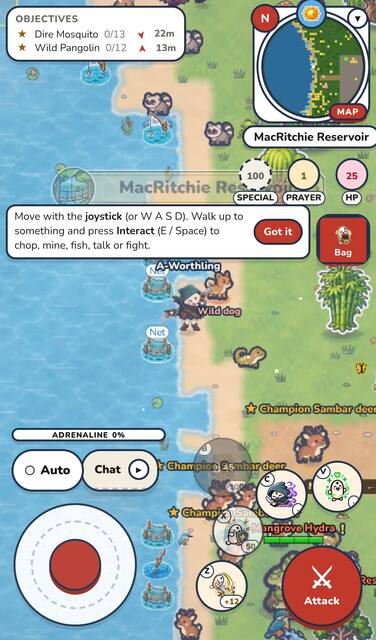 OBJECTIVES
★ Dire Mosquito 0/13 22m
★ Wild Pangolin 0/12 13m
N
MAP
MacRitchie Reservoir
MacRitchie Reservoir
100
SPECIAL
1
PRAYER
25
HP
Move with the joystick (or W A S D). Walk up to
something and press Interact (E / Space) to
chop, mine, fish, talk or fight.
Got it
Bag
A-Worthling
Net
Wild dog
Net
★ Champion Sambar deer
ADRENALINE 0%
Auto
Chat
★ Champion Sambar deer
B
C
V
X
50
Mangrove Hydra !
Z
+12
Attack